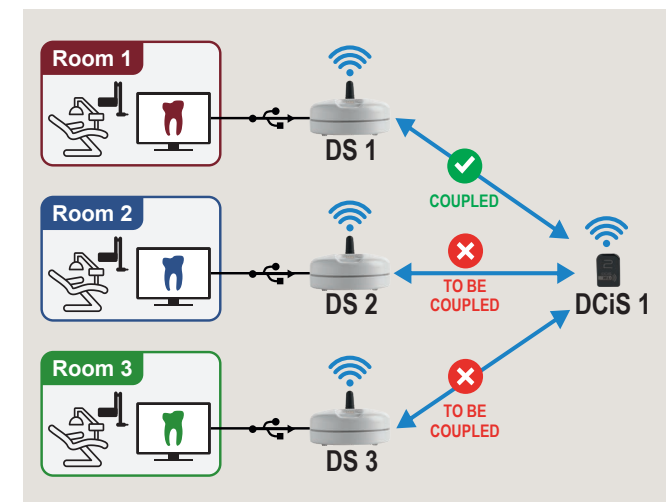 Room 1
DS 1
COUPLED
Room 2
DS 2
TO BE
COUPLED
DCiS 1
Room 3
TO BE
COUPLED
DS 3